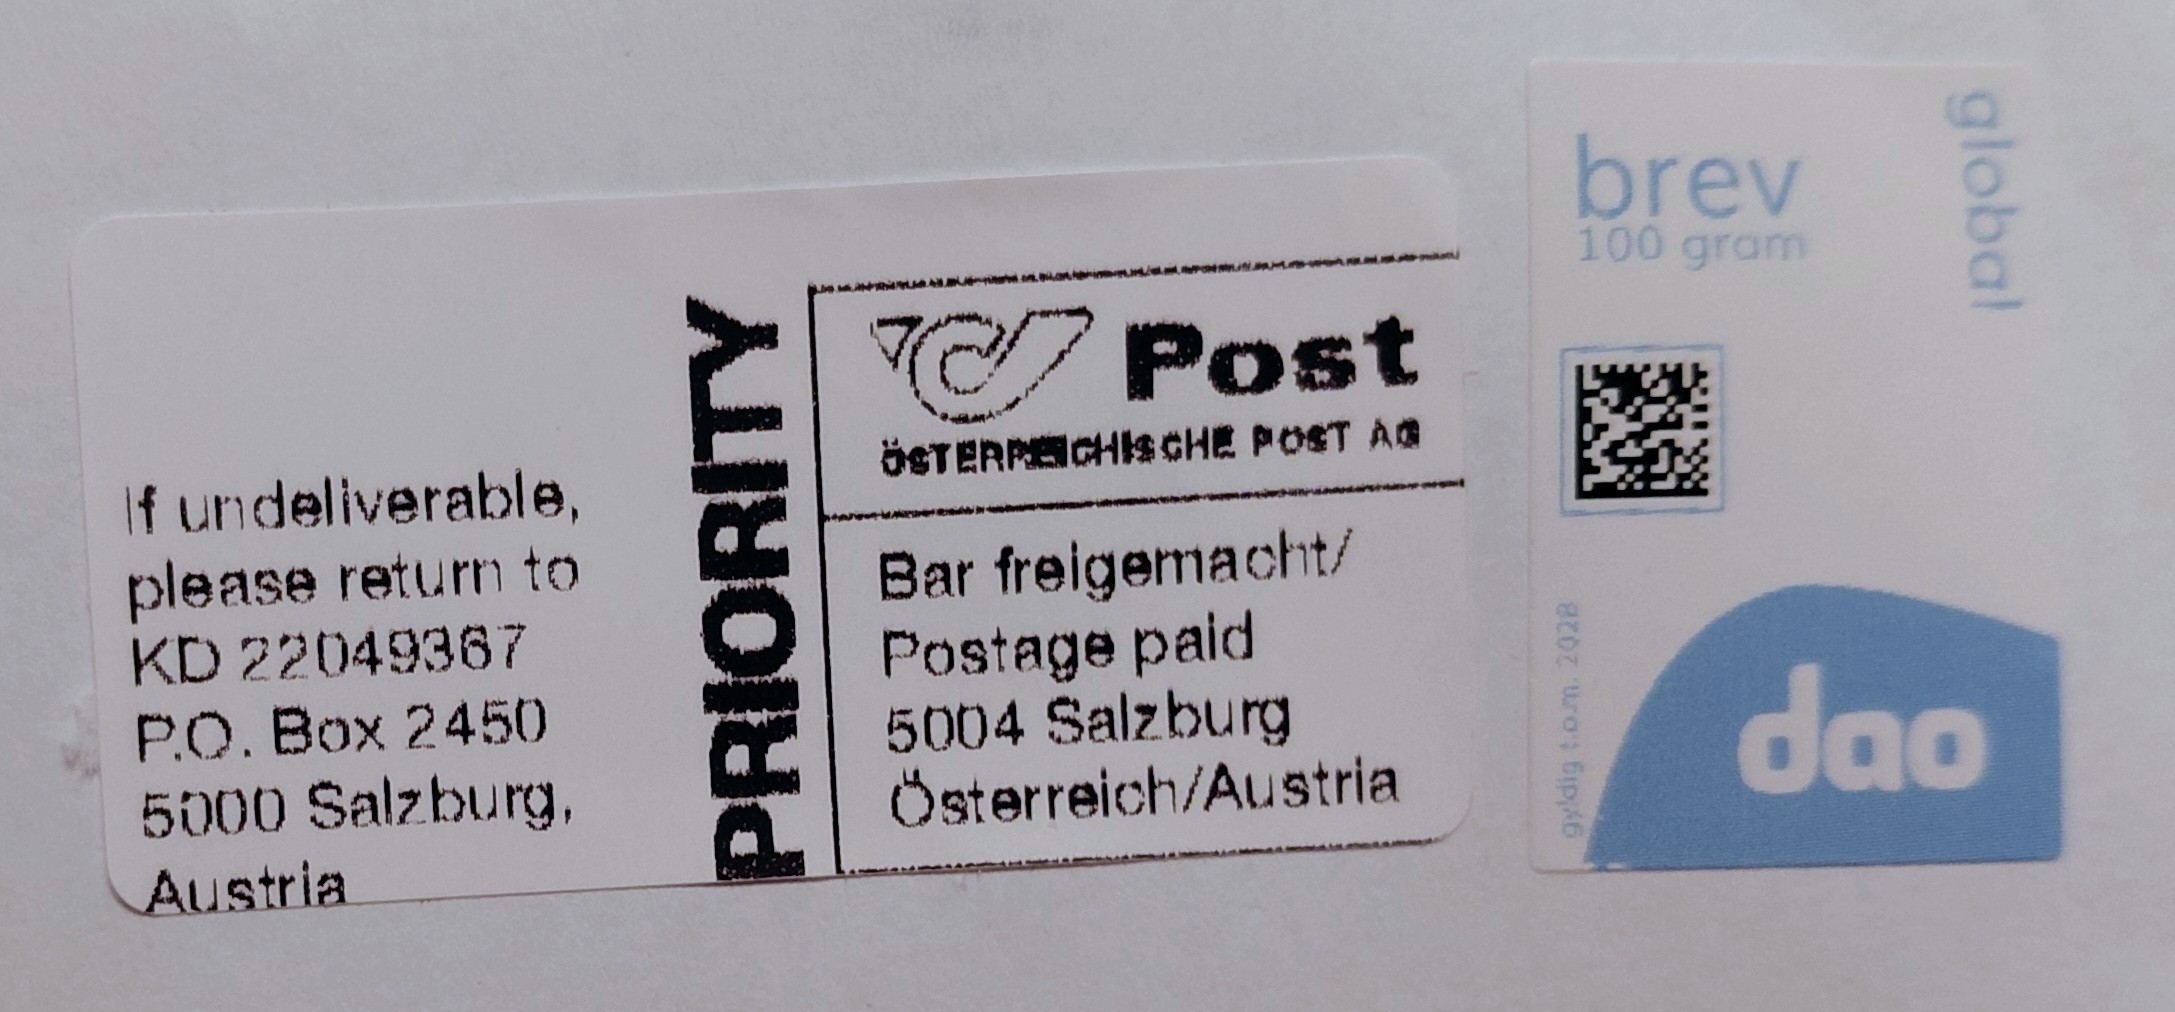 If undeliverable,
please return to
KD 22049367
P.O. Box 2450
5000 Salzburg,
Austria
PRIORITY
Post
ÖSTERREICHISCHE POST AG
Bar freigemacht/
Postage paid
5004 Salzburg
Österreich/Austria
brev
100 gram
global
gyldig t.o.m. 2028
dao